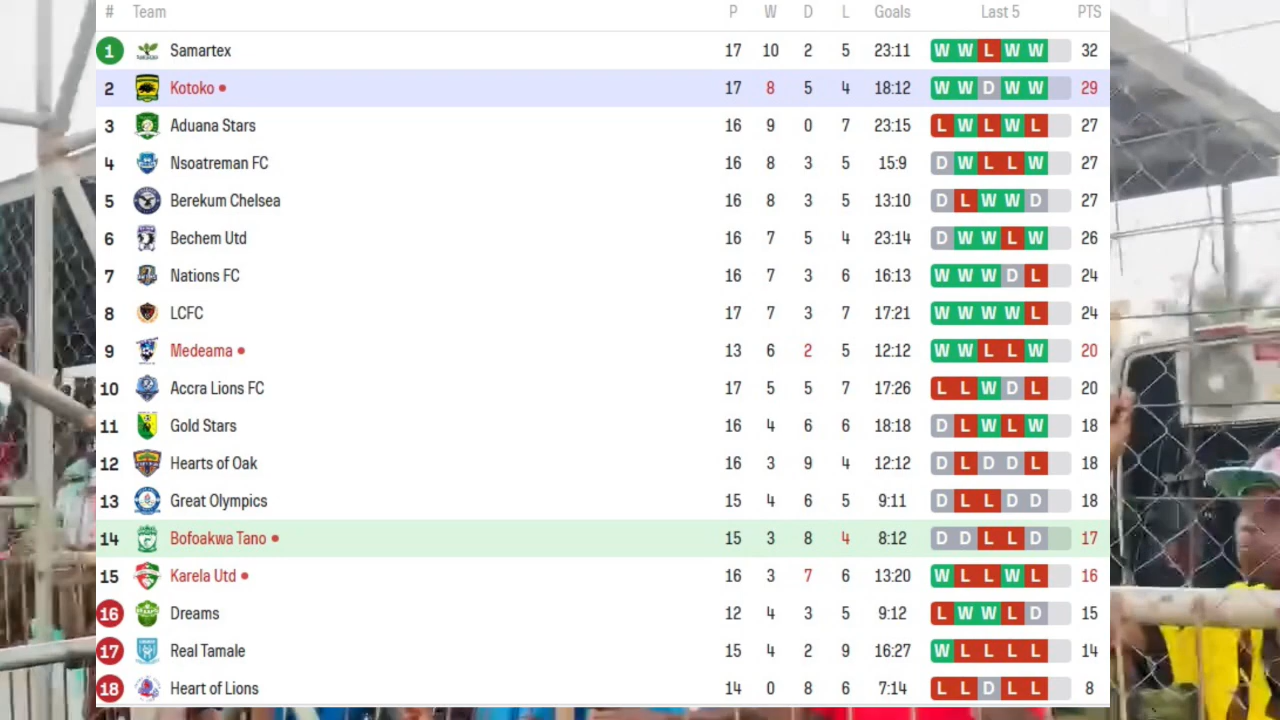 # Team P W D L Goals Last 5 PTS
1 Samartex 17 10 2 5 23:11 W W L W W 32
2 Kotoko 17 8 5 4 18:12 W W D W W 29
3 Aduana Stars 16 9 0 7 23:15 L W L W L 27
4 Nsoatreman FC 16 8 3 5 15:9 D W L L W 27
5 Berekum Chelsea 16 8 3 5 13:10 D L W W D 27
6 Bechem Utd 16 7 5 4 23:14 D W W L W 26
7 Nations FC 16 7 3 6 16:13 W W W D L 24
8 LCFC 17 7 3 7 17:21 W W W W L 24
9 Medeama 13 6 2 5 12:12 W W L L W 20
10 Accra Lions FC 17 5 5 7 17:26 L L W D L 20
11 Gold Stars 16 4 6 6 18:18 D L W L W 18
12 Hearts of Oak 16 3 9 4 12:12 D L D D L 18
13 Great Olympics 15 4 6 5 9:11 D L L D D 18
14 Bofoakwa Tano 15 3 8 4 8:12 D D L L D 17
15 Karela Utd 16 3 7 6 13:20 W L L W L 16
16 Dreams 12 4 3 5 9:12 L W W L D 15
17 Real Tamale 15 4 2 9 16:27 W L L L L 14
18 Heart of Lions 14 0 8 6 7:14 L L D L L 8